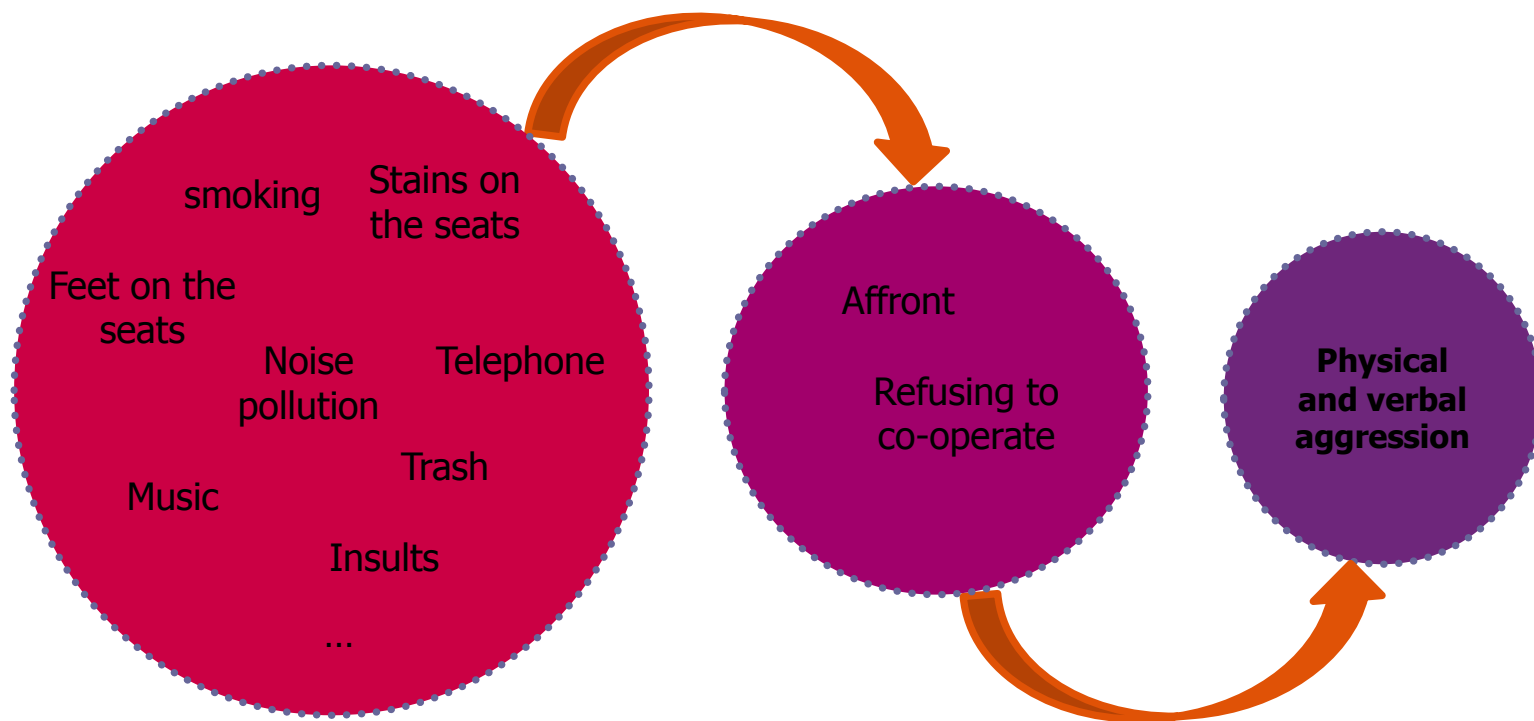 smoking
Stains on
the seats
Feet on the
seats
Noise
pollution
Telephone
Trash
Music
Insults
...
Affront
Refusing to
co-operate
Physical
and verbal
aggression